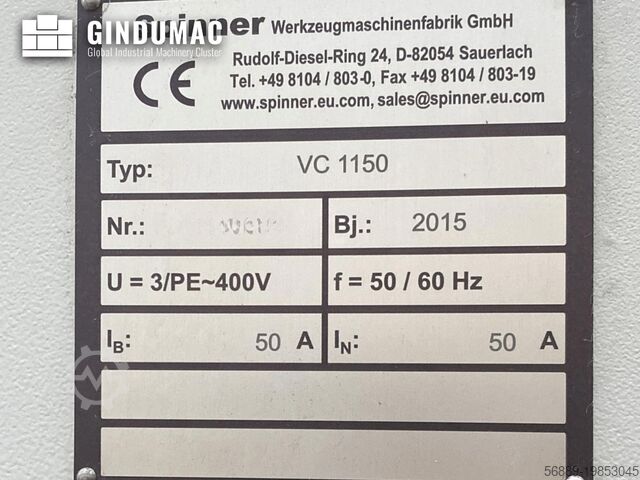 GINDUMAC
Global Industrial Machinery Cluster
Spinner Werkzeugmaschinenfabrik GmbH
Rudolf-Diesel-Ring 24, D-82054 Sauerlach
Tel. +49 8104 / 803-0, Fax +49 8104 / 803-19
www.spinner.eu.com, sales@spinner.eu.com
CE
Typ: VC 1150
Nr.: Bj.: 2015
U = 3/PE~400V f = 50 / 60 Hz
IB: 50 A IN: 50 A
56889-19853045